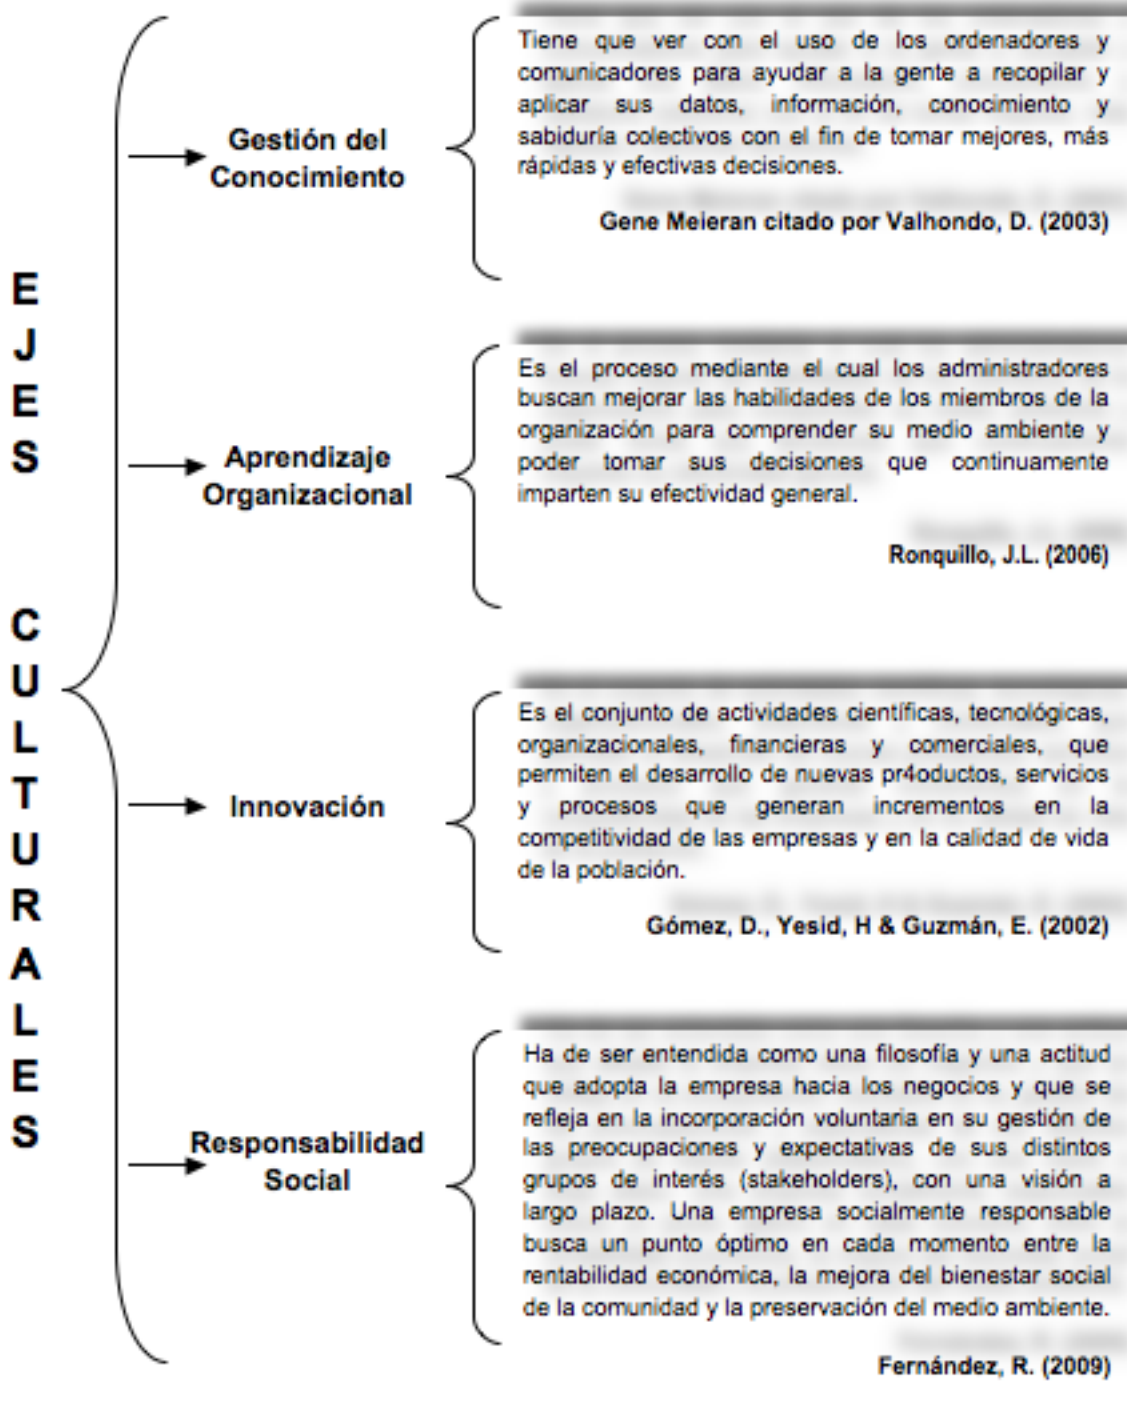 EJES CULTURALES
Gestión del
Conocimiento
Tiene que ver con el uso de los ordenadores y
comunicadores para ayudar a la gente a recopilar y
aplicar sus datos, información, conocimiento y
sabiduría colectivos con el fin de tomar mejores, más
rápidas y efectivas decisiones.
Gene Meieran citado por Valhondo, D. (2003)
Aprendizaje
Organizacional
Es el proceso mediante el cual los administradores
buscan mejorar las habilidades de los miembros de la
organización para comprender su medio ambiente y
poder tomar sus decisiones que continuamente
imparten su efectividad general.
Ronquillo, J.L. (2006)
Innovación
Es el conjunto de actividades científicas, tecnológicas,
organizacionales, financieras y comerciales, que
permiten el desarrollo de nuevas pr4oductos, servicios
y procesos que generan incrementos en la
competitividad de las empresas y en la calidad de vida
de la población.
Gómez, D., Yesid, H & Guzmán, E. (2002)
Responsabilidad
Social
Ha de ser entendida como una filosofía y una actitud
que adopta la empresa hacia los negocios y que se
refleja en la incorporación voluntaria en su gestión de
las preocupaciones y expectativas de sus distintos
grupos de interés (stakeholders), con una visión a
largo plazo. Una empresa socialmente responsable
busca un punto óptimo en cada momento entre la
rentabilidad económica, la mejora del bienestar social
de la comunidad y la preservación del medio ambiente.
Fernández, R. (2009)